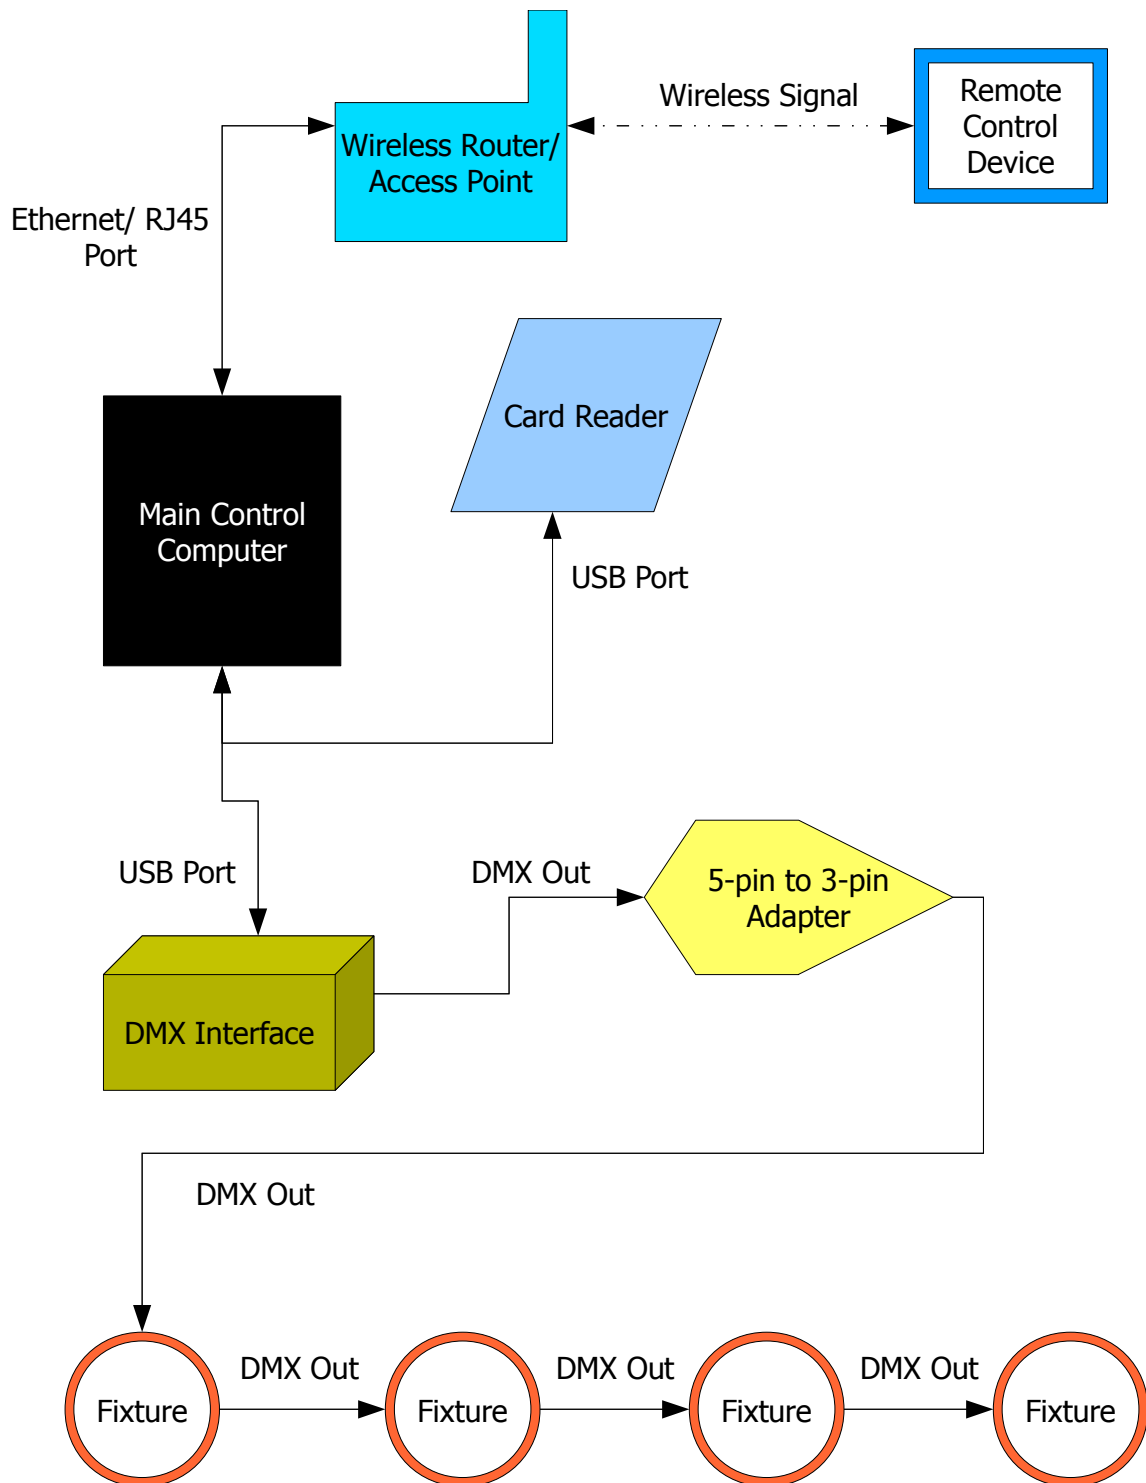 Wireless Signal
Remote
Control
Device
Wireless Router/
Access Point
Ethernet/ RJ45
Port
Card Reader
Main Control
Computer
USB Port
USB Port
DMX Out
5-pin to 3-pin
Adapter
DMX Interface
DMX Out
DMX Out
DMX Out
DMX Out
Fixture
Fixture
Fixture
Fixture